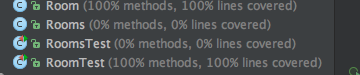 Room (100% methods, 100% lines covered)
Rooms (0% methods, 0% lines covered)
RoomsTest (0% methods, 0% lines covered)
RoomTest (100% methods, 100% lines covered)